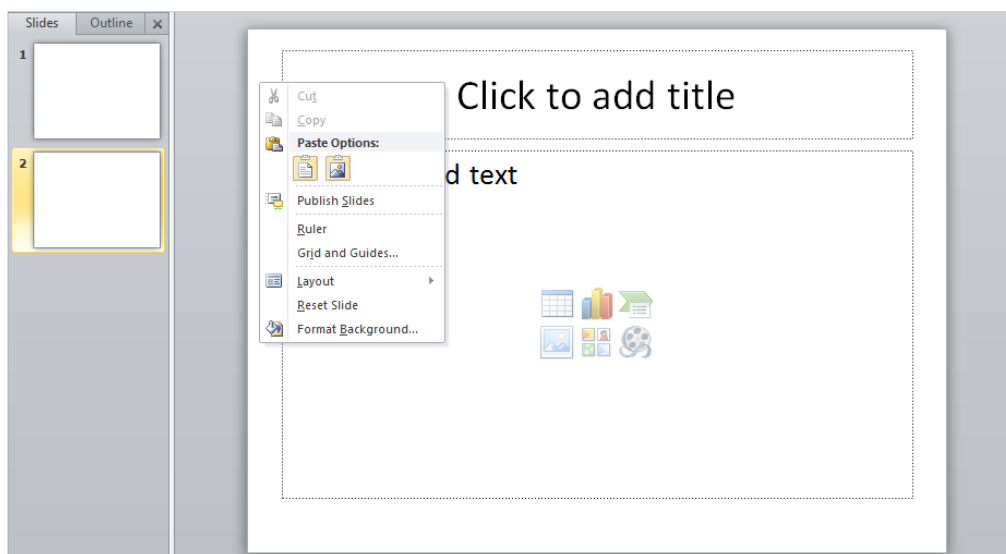 Slides Outline
1
2
Click to add title
d text
Cut
Copy
Paste Options:
Publish Slides
Ruler
Grid and Guides...
Layout
Reset Slide
Format Background...